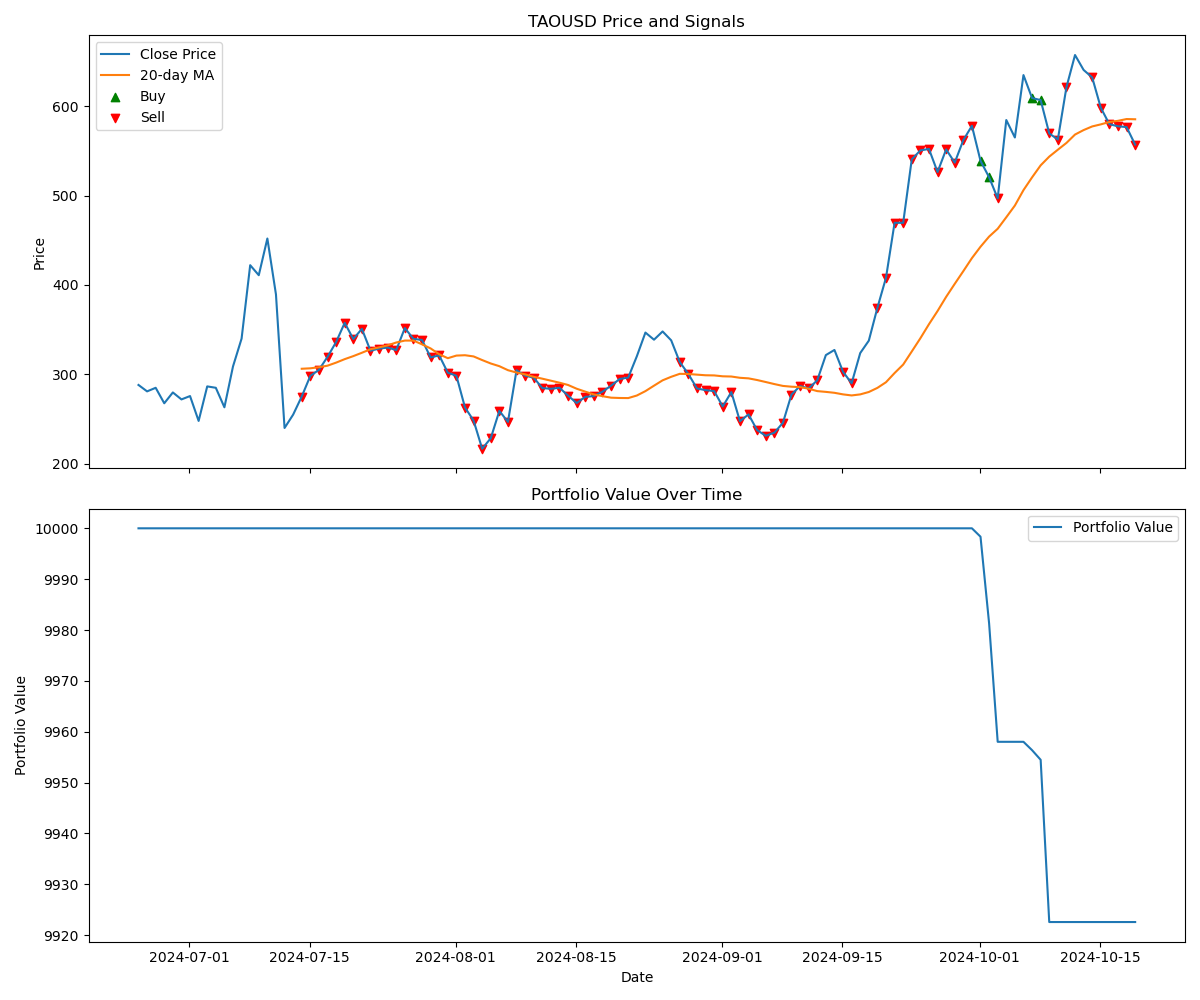 TAOUSD Price and Signals
Close Price
20-day MA
Buy
Sell
Price
600
500
400
300
200
Portfolio Value Over Time
Portfolio Value
Portfolio Value
10000
9990
9980
9970
9960
9950
9940
9930
9920
2024-07-01 2024-07-15 2024-08-01 2024-08-15 2024-09-01 2024-09-15 2024-10-01 2024-10-15
Date